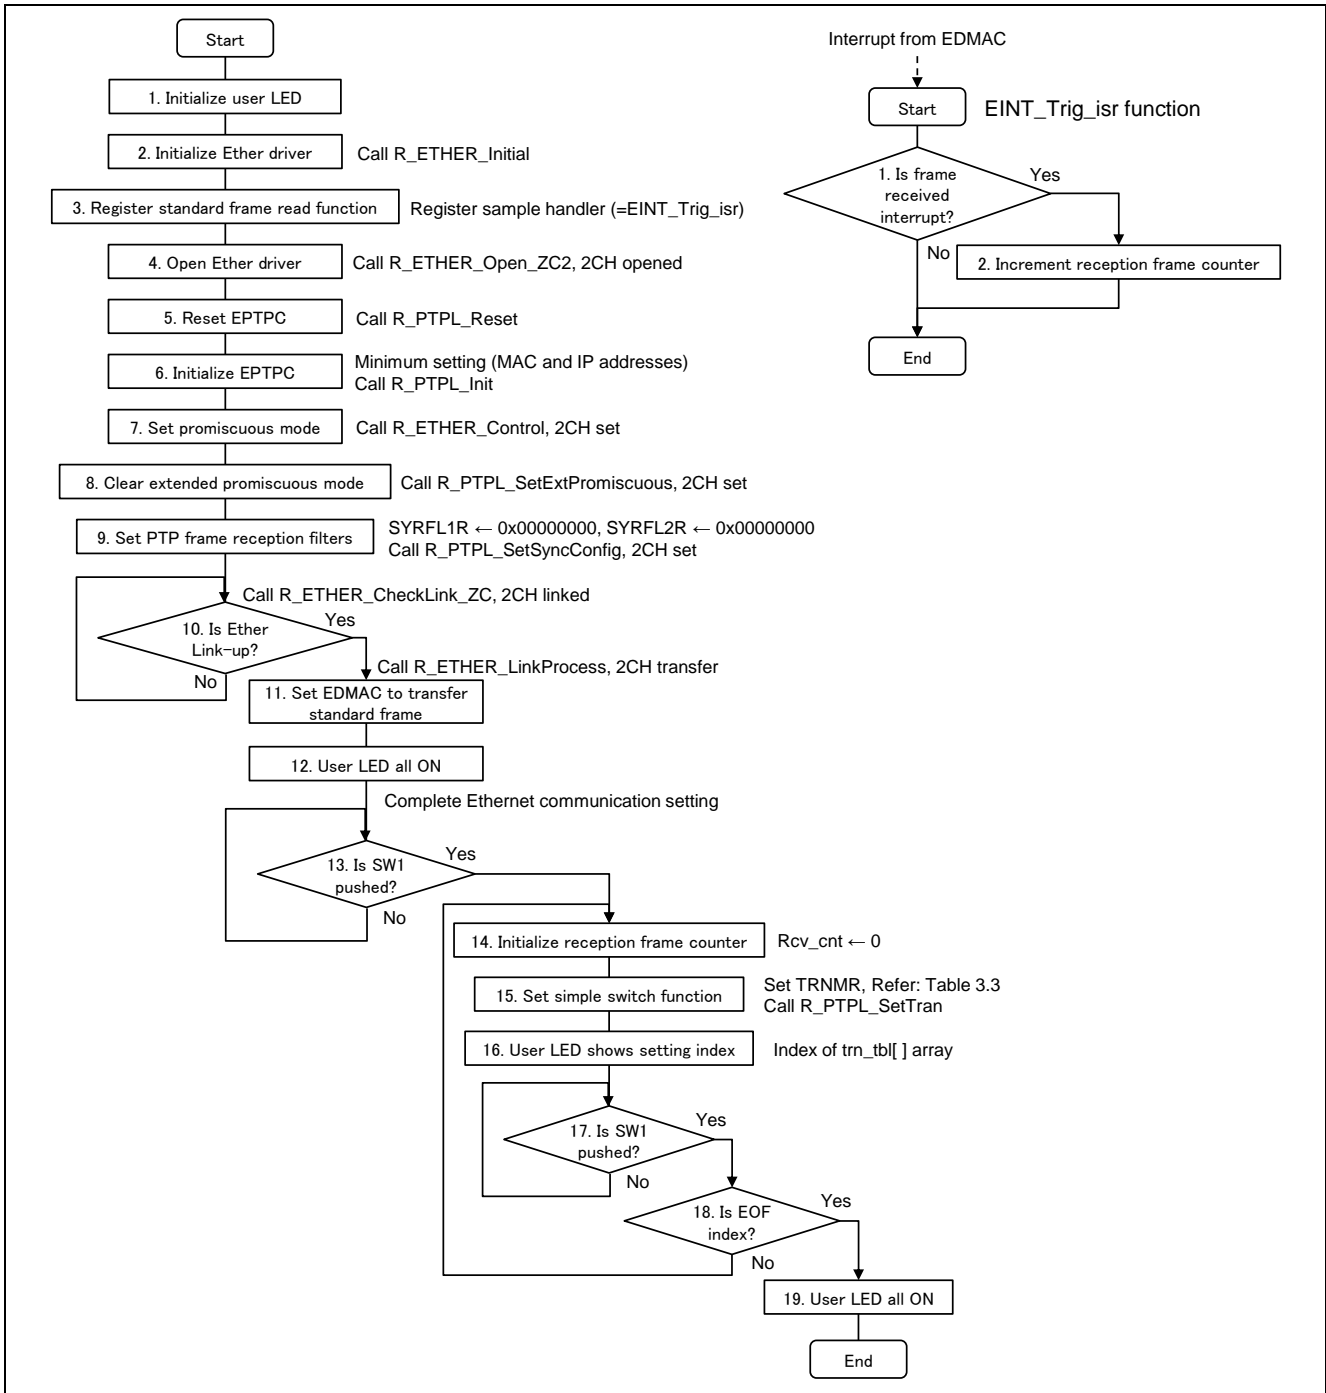 Start
1. Initialize user LED
2. Initialize Ether driver
Call R_ETHER_Initial
3. Register standard frame read function
Register sample handler (=EINT_Trig_isr)
4. Open Ether driver
Call R_ETHER_Open_ZC2, 2CH opened
5. Reset EPTPC
Call R_PTPL_Reset
6. Initialize EPTPC
Minimum setting (MAC and IP addresses)
Call R_PTPL_Init
7. Set promiscuous mode
Call R_ETHER_Control, 2CH set
8. Clear extended promiscuous mode
Call R_PTPL_SetExtPromiscuous, 2CH set
9. Set PTP frame reception filters
SYRFL1R ← 0x00000000, SYRFL2R ← 0x00000000
Call R_PTPL_SetSyncConfig, 2CH set
Call R_ETHER_CheckLink_ZC, 2CH linked
10. Is Ether
Link-up?
Yes
No
Call R_ETHER_LinkProcess, 2CH transfer
11. Set EDMAC to transfer
standard frame
12. User LED all ON
Complete Ethernet communication setting
13. Is SW1
pushed?
Yes
No
14. Initialize reception frame counter
Rcv_cnt ← 0
15. Set simple switch function
Set TRNMR, Refer: Table 3.3
Call R_PTPL_SetTran
16. User LED shows setting index
Index of trn_tbl[ ] array
17. Is SW1
pushed?
Yes
No
18. Is EOF
index?
Yes
No
19. User LED all ON
End
Interrupt from EDMAC
Start
EINT_Trig_isr function
1. Is frame
received
interrupt?
Yes
No
2. Increment reception frame counter
End